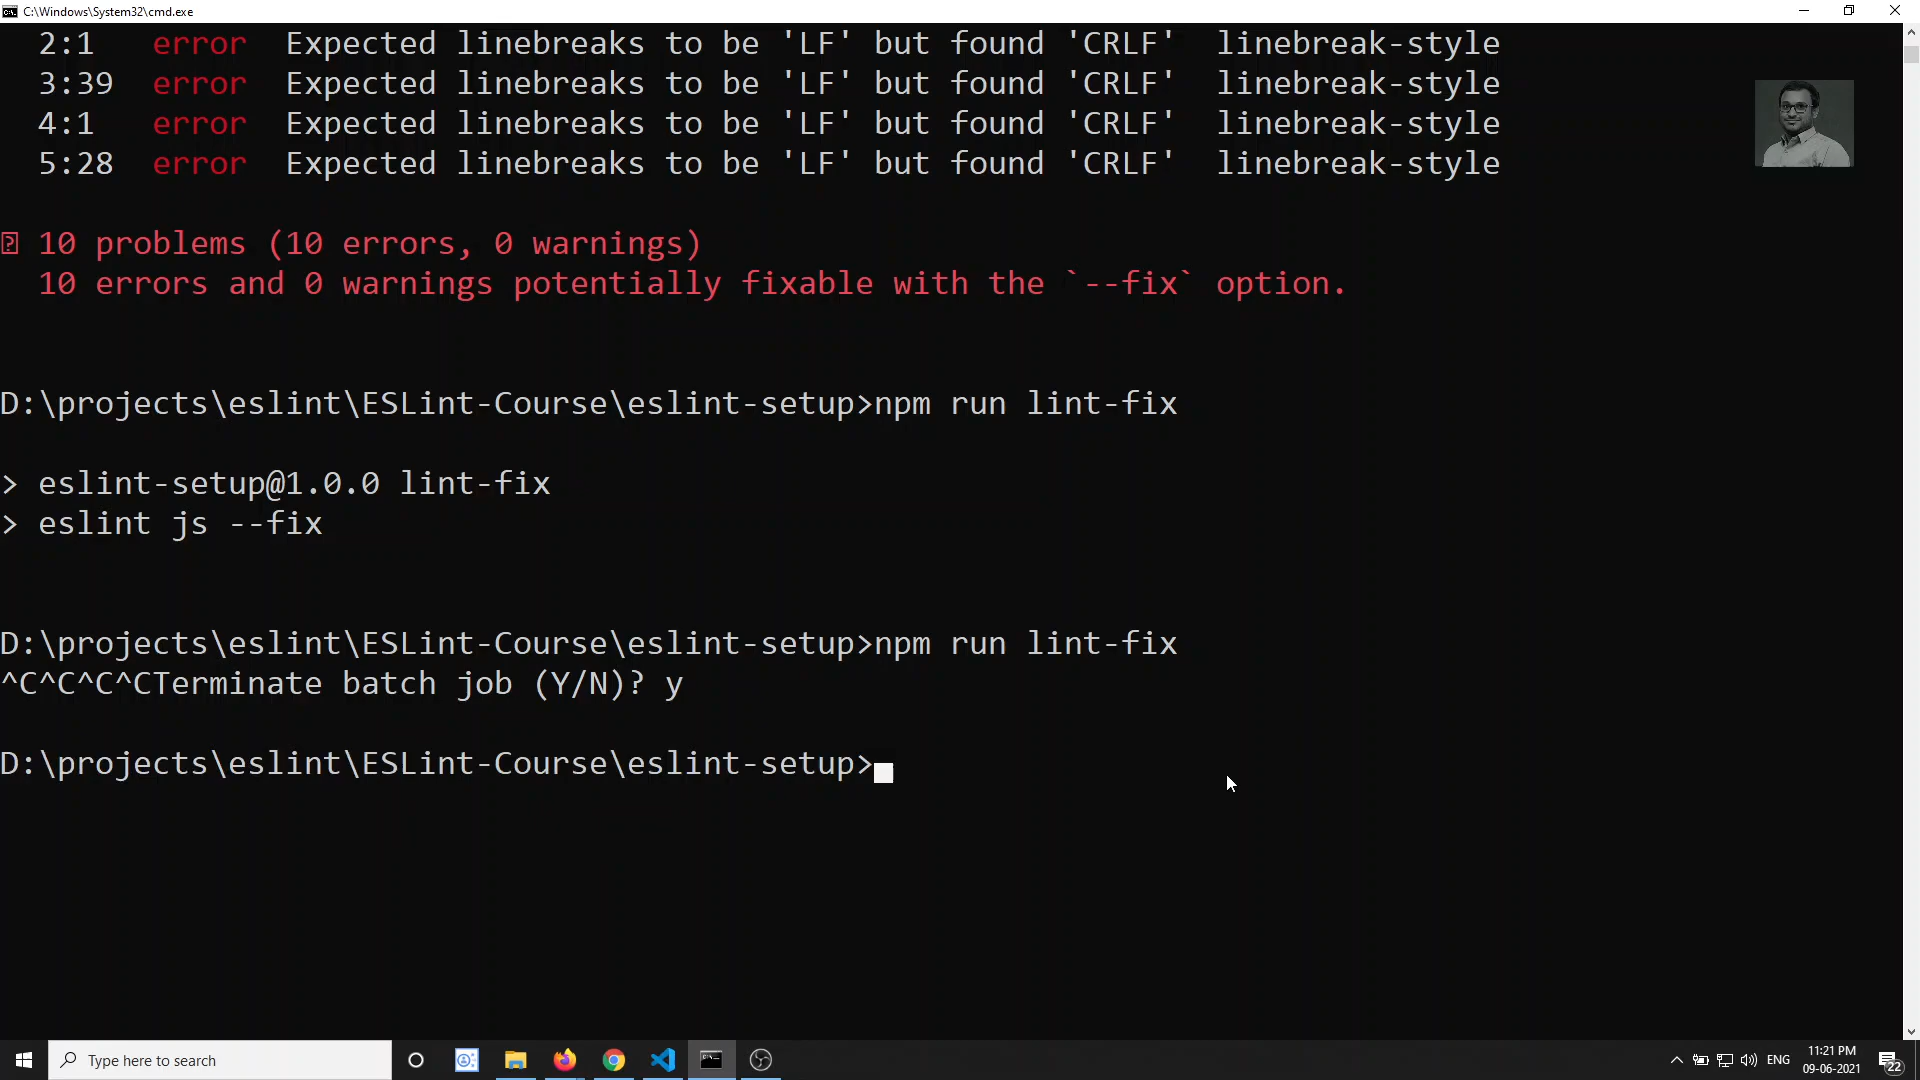 C:\Windows\System32\cmd.exe
2:1 error Expected linebreaks to be 'LF' but found 'CRLF' linebreak-style
3:39 error Expected linebreaks to be 'LF' but found 'CRLF' linebreak-style
4:1 error Expected linebreaks to be 'LF' but found 'CRLF' linebreak-style
5:28 error Expected linebreaks to be 'LF' but found 'CRLF' linebreak-style
10 problems (10 errors, 0 warnings)
10 errors and 0 warnings potentially fixable with the `--fix` option.
D:\projects\eslint\ESLint-Course\eslint-setup>npm run lint-fix
> eslint-setup@1.0.0 lint-fix
> eslint js --fix
D:\projects\eslint\ESLint-Course\eslint-setup>npm run lint-fix
^C^C^C^CTerminate batch job (Y/N)? y
D:\projects\eslint\ESLint-Course\eslint-setup>
Type here to search
ENG
11:21 PM
09-06-2021
22